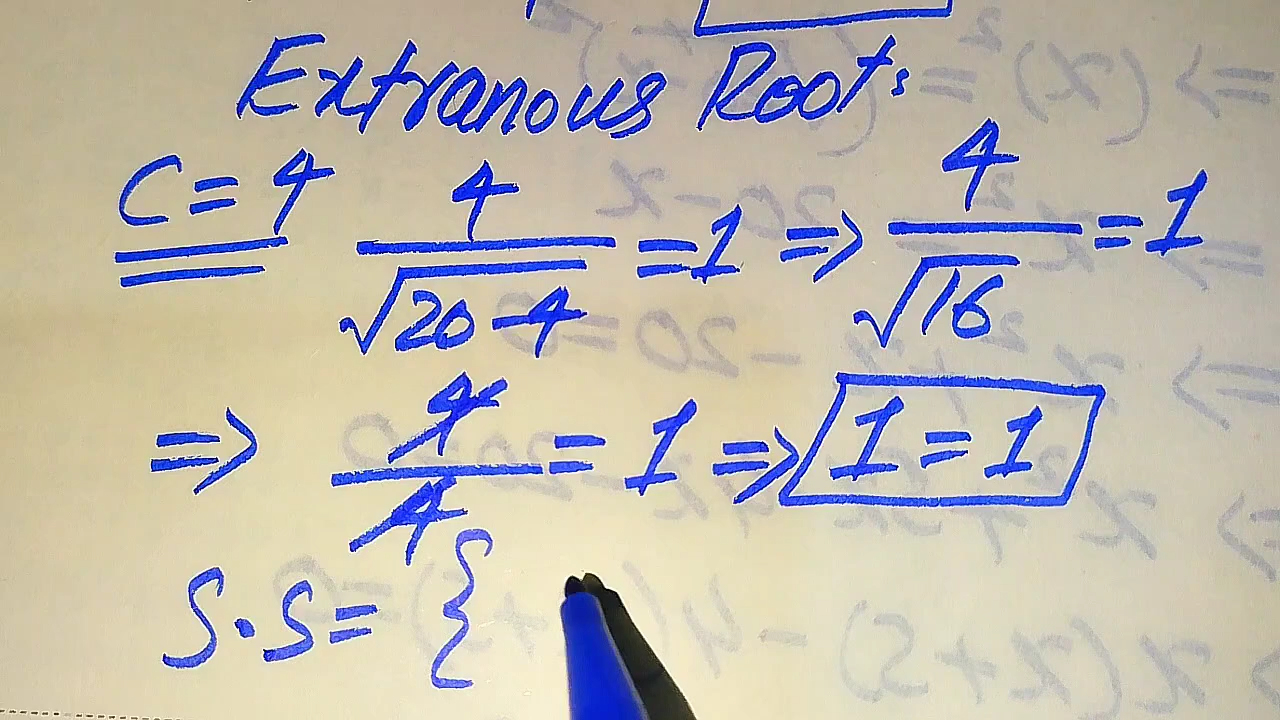 Extranous Roots
C = 4 4/√20-4 = 1 => 4/√16 = 1
=> 4/4 = 1 => 1 = 1
S.S = {